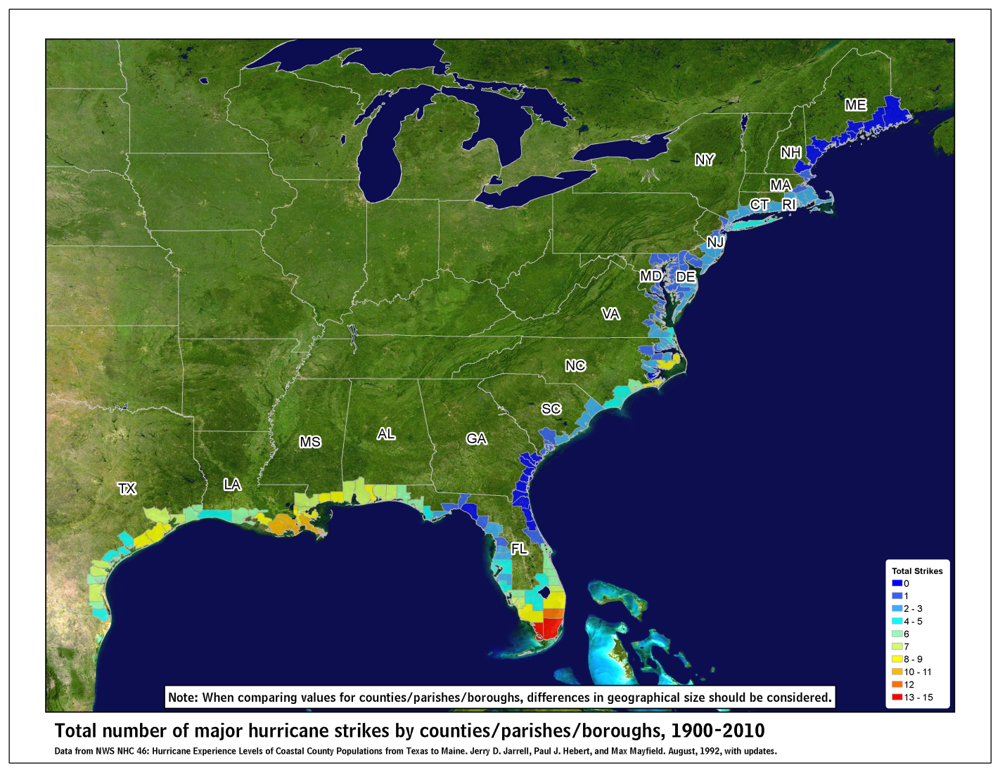 ME
NH
NY
MA
CT
RI
NJ
MD
DE
VA
NC
SC
MS
AL
GA
TX
LA
FL
Total Strikes
0
1
2 - 3
4 - 5
6
7
8 - 9
10 - 11
12
13 - 15
Note: When comparing values for counties/parishes/boroughs, differences in geographical size should be considered.
Total number of major hurricane strikes by counties/parishes/boroughs, 1900-2010
Data from NWS NHC 46: Hurricane Experience Levels of Coastal County Populations from Texas to Maine. Jerry D. Jarrell, Paul J. Hebert, and Max Mayfield. August, 1992, with updates.